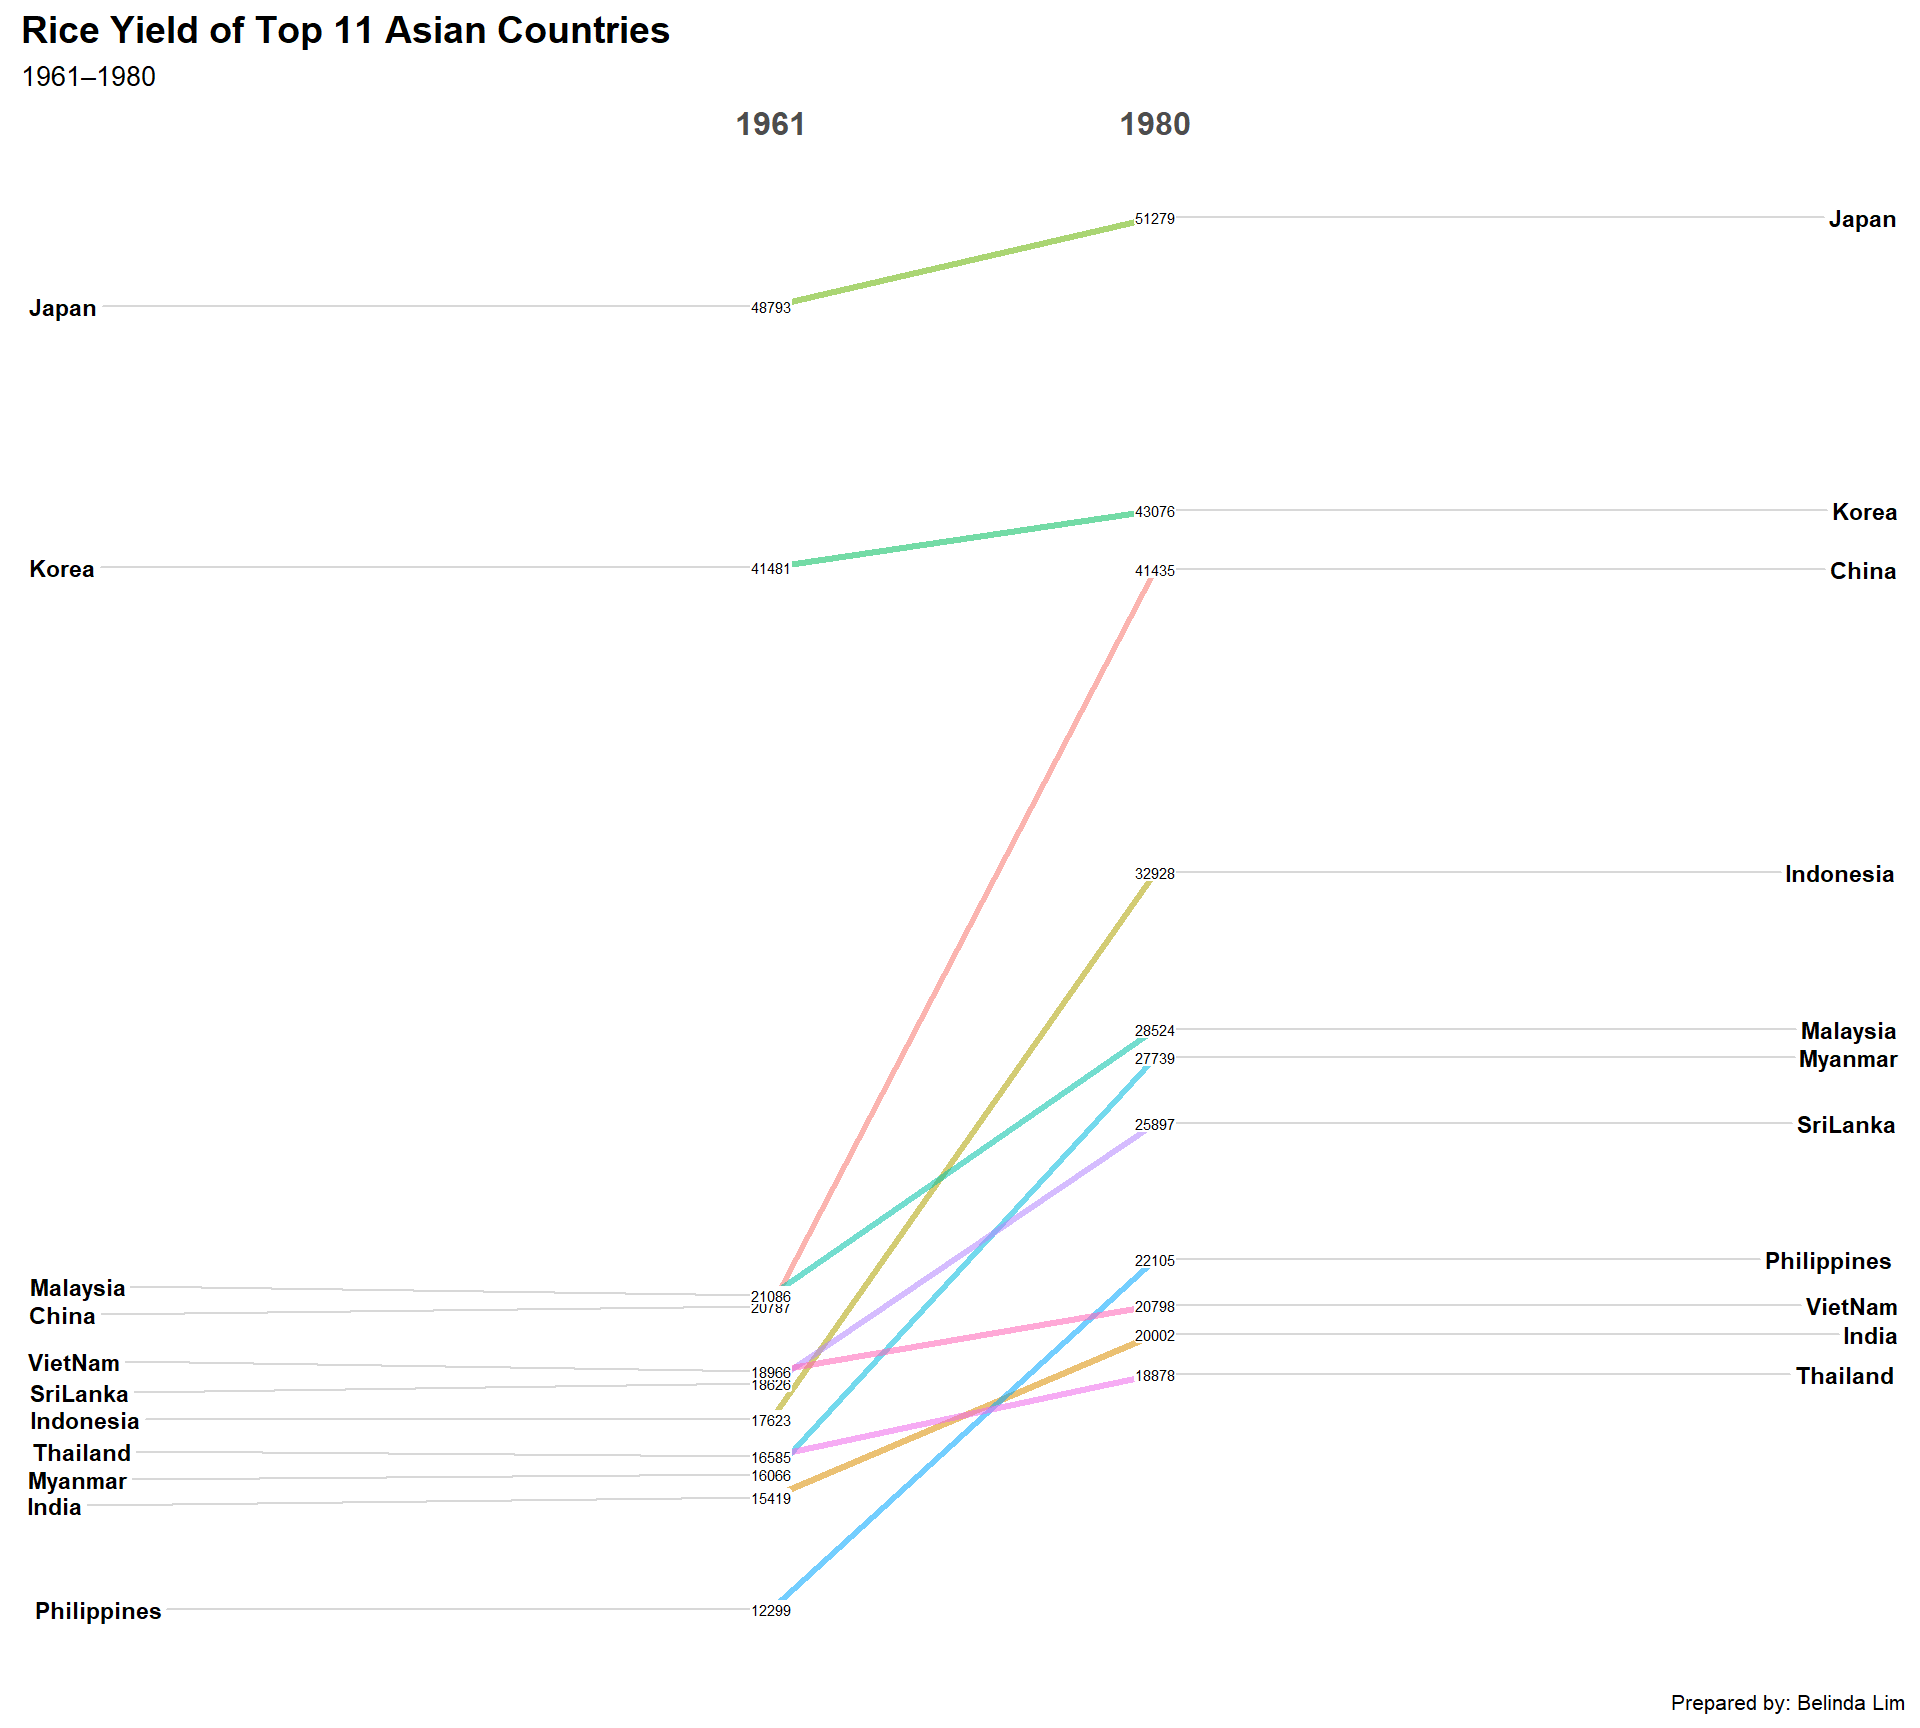 Rice Yield of Top 11 Asian Countries
1961–1980
1961 1980
51279 Japan
Japan 48793
43076 Korea
Korea 41481
41435 China
32928 Indonesia
28524 Malaysia
27739 Myanmar
25897 SriLanka
22105 Philippines
Malaysia 21086
China 20787
20798 VietNam
20002 India
VietNam 18966
18878 Thailand
SriLanka 18626
Indonesia 17623
Thailand 16585
Myanmar 16066
India 15419
Philippines 12299
Prepared by: Belinda Lim